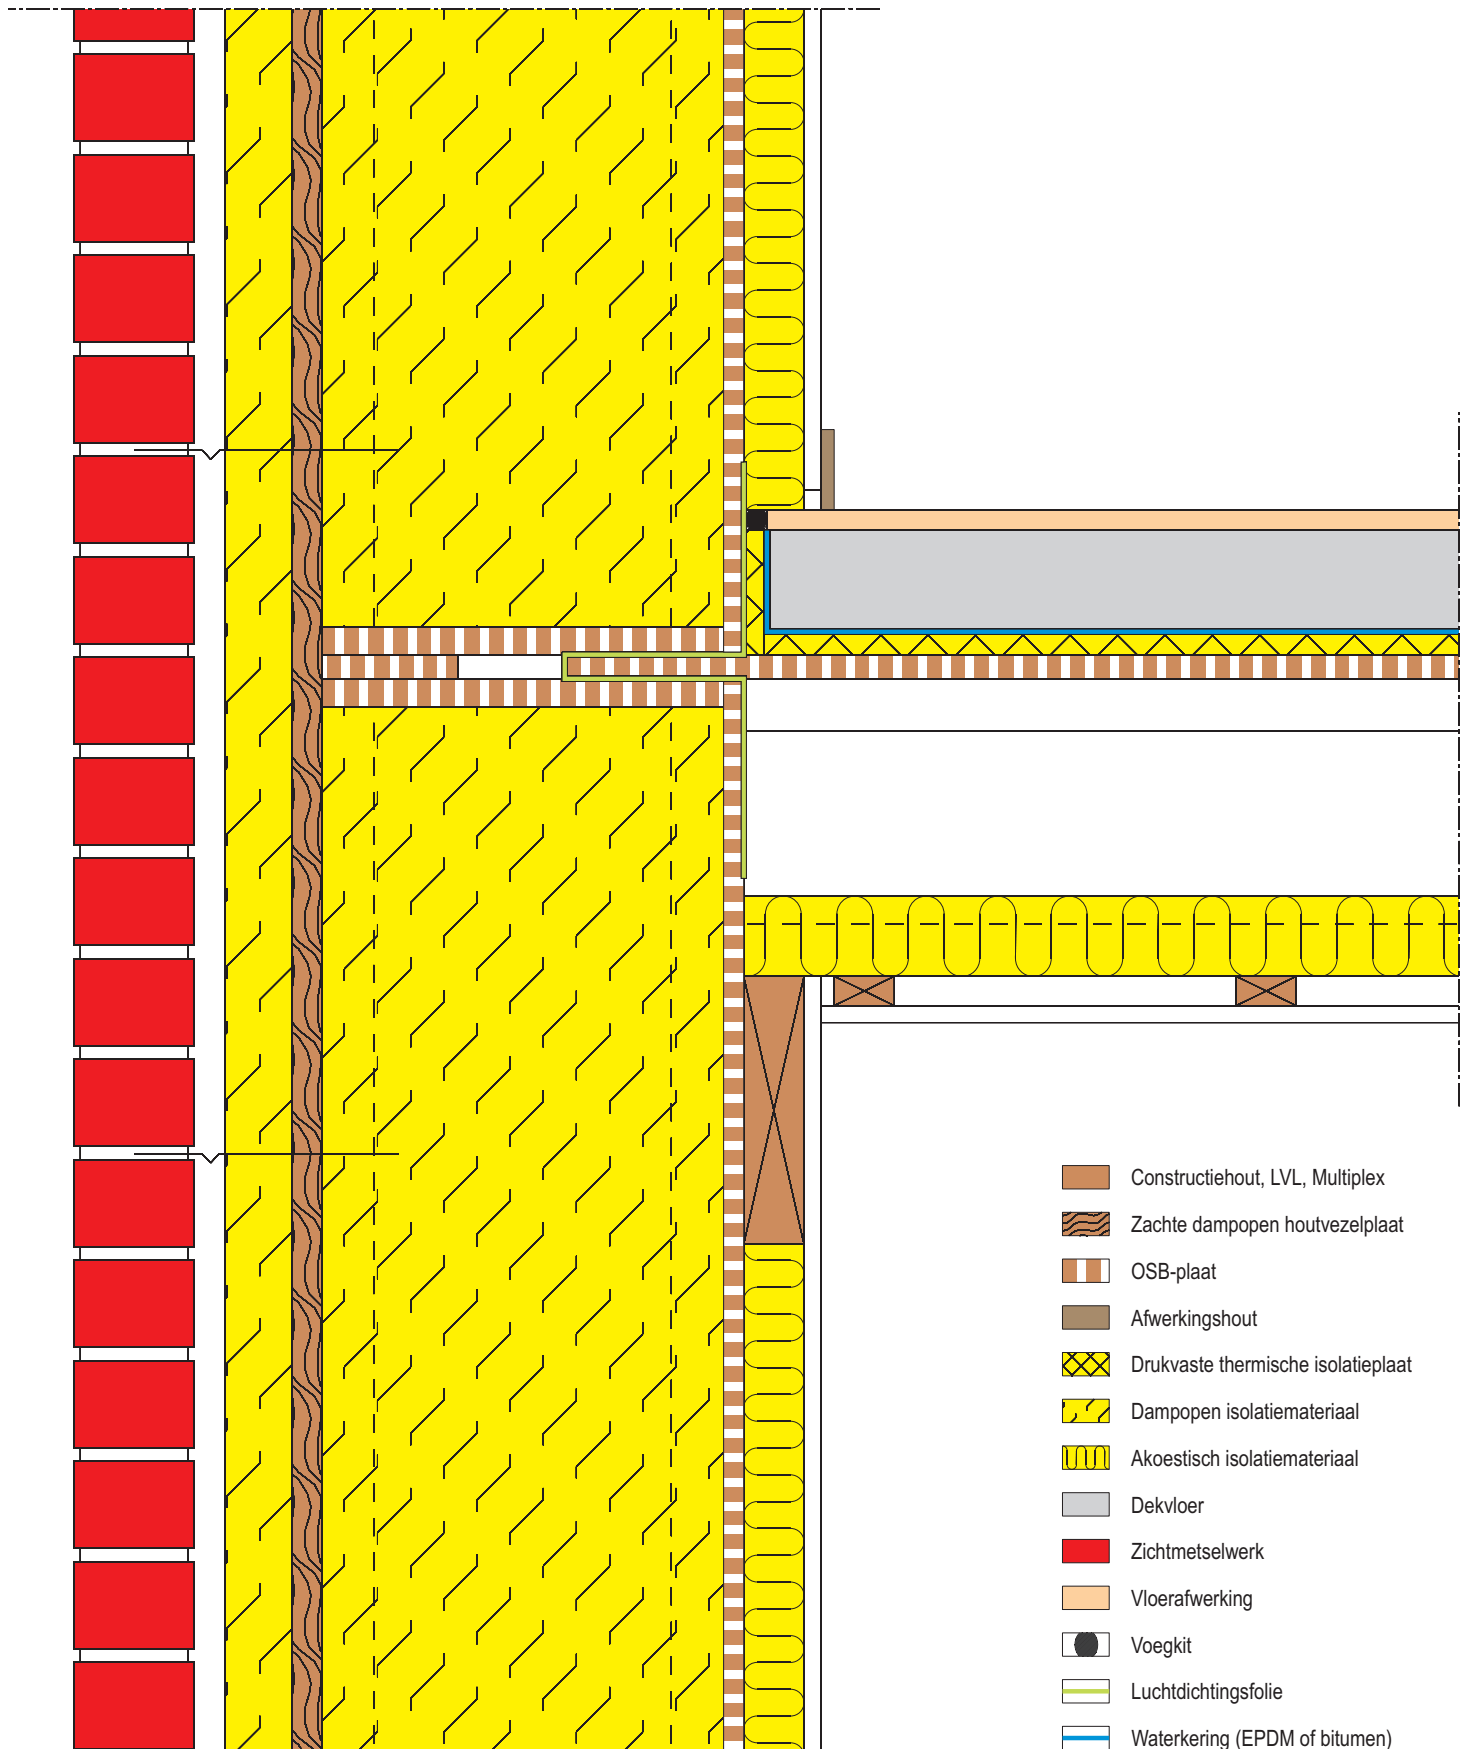 Constructiehout, LVL, Multiplex
Zachte dampopen houtvezelplaat
OSB-plaat
Afwerkingshout
Drukvaste thermische isolatieplaat
Dampopen isolatiemateriaal
Akoestisch isolatiemateriaal
Dekvloer
Zichtmetselwerk
Vloerafwerking
Voegkit
Luchtdichtingsfolie
Waterkering (EPDM of bitumen)